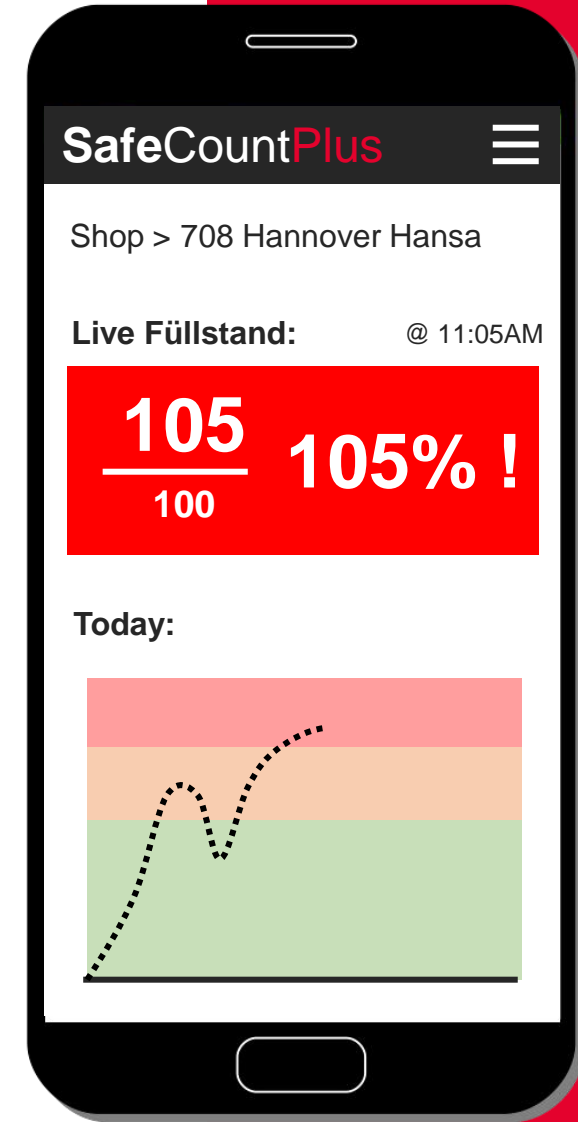 SafeCountPlus
Shop > 708 Hannover Hansa
Live Füllstand: @ 11:05AM
105
100
105% !
Today: